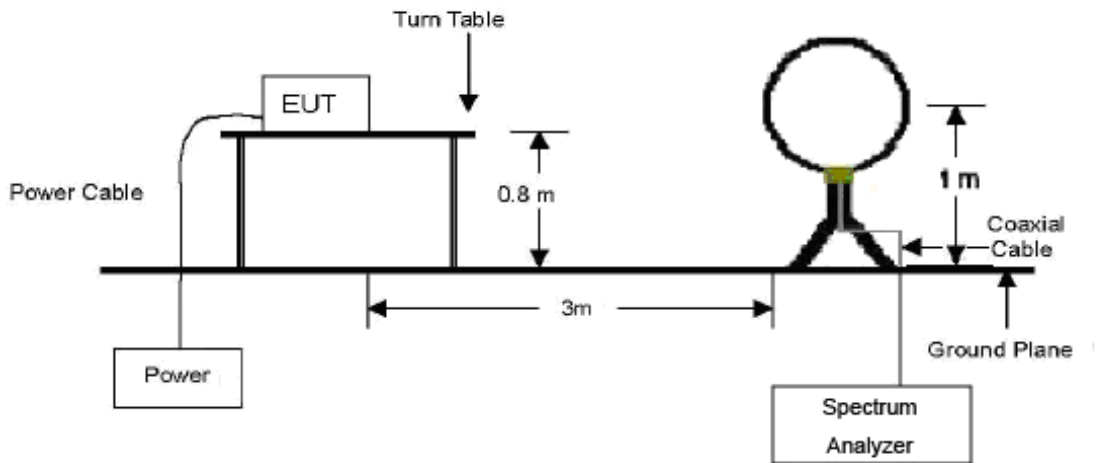 Turn Table
EUT
Power Cable
0.8 m
1 m
Coaxial
Cable
3m
Ground Plane
Power
Spectrum
Analyzer